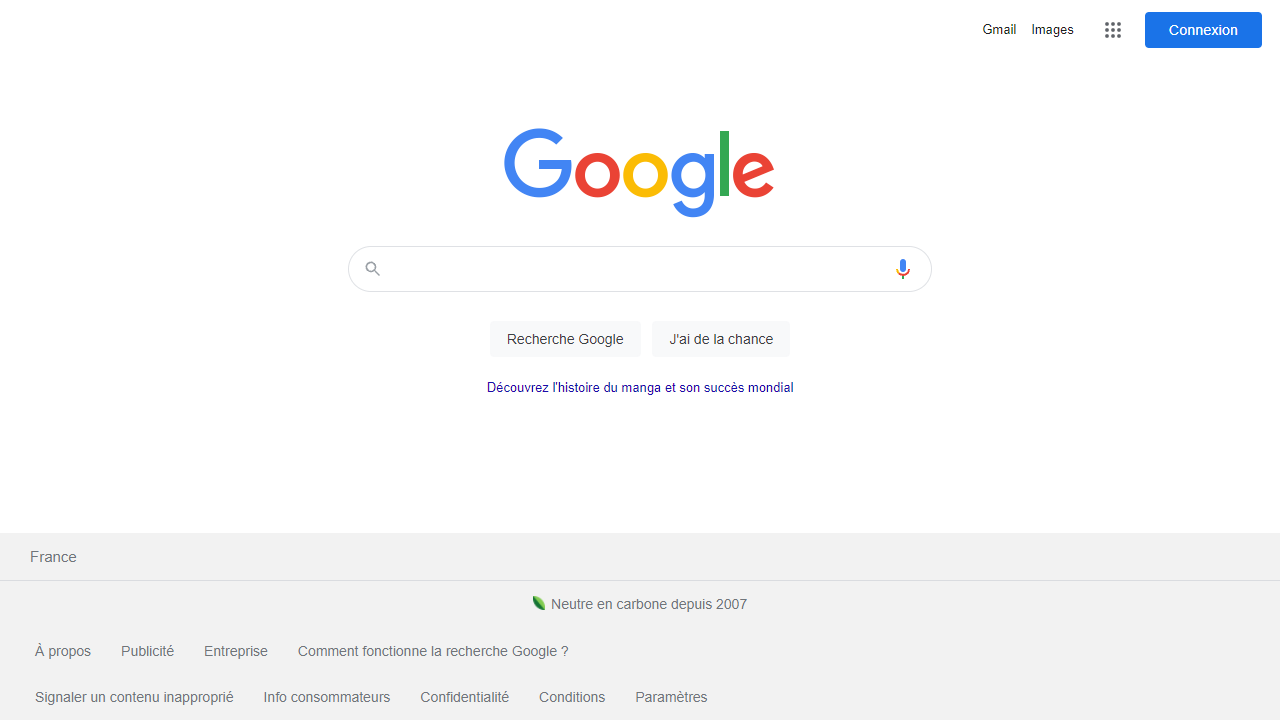 Gmail Images Connexion
Google
Recherche Google J'ai de la chance
Découvrez l'histoire du manga et son succès mondial
France
Neutre en carbone depuis 2007
À propos Publicité Entreprise Comment fonctionne la recherche Google ?
Signaler un contenu inapproprié Info consommateurs Confidentialité Conditions Paramètres